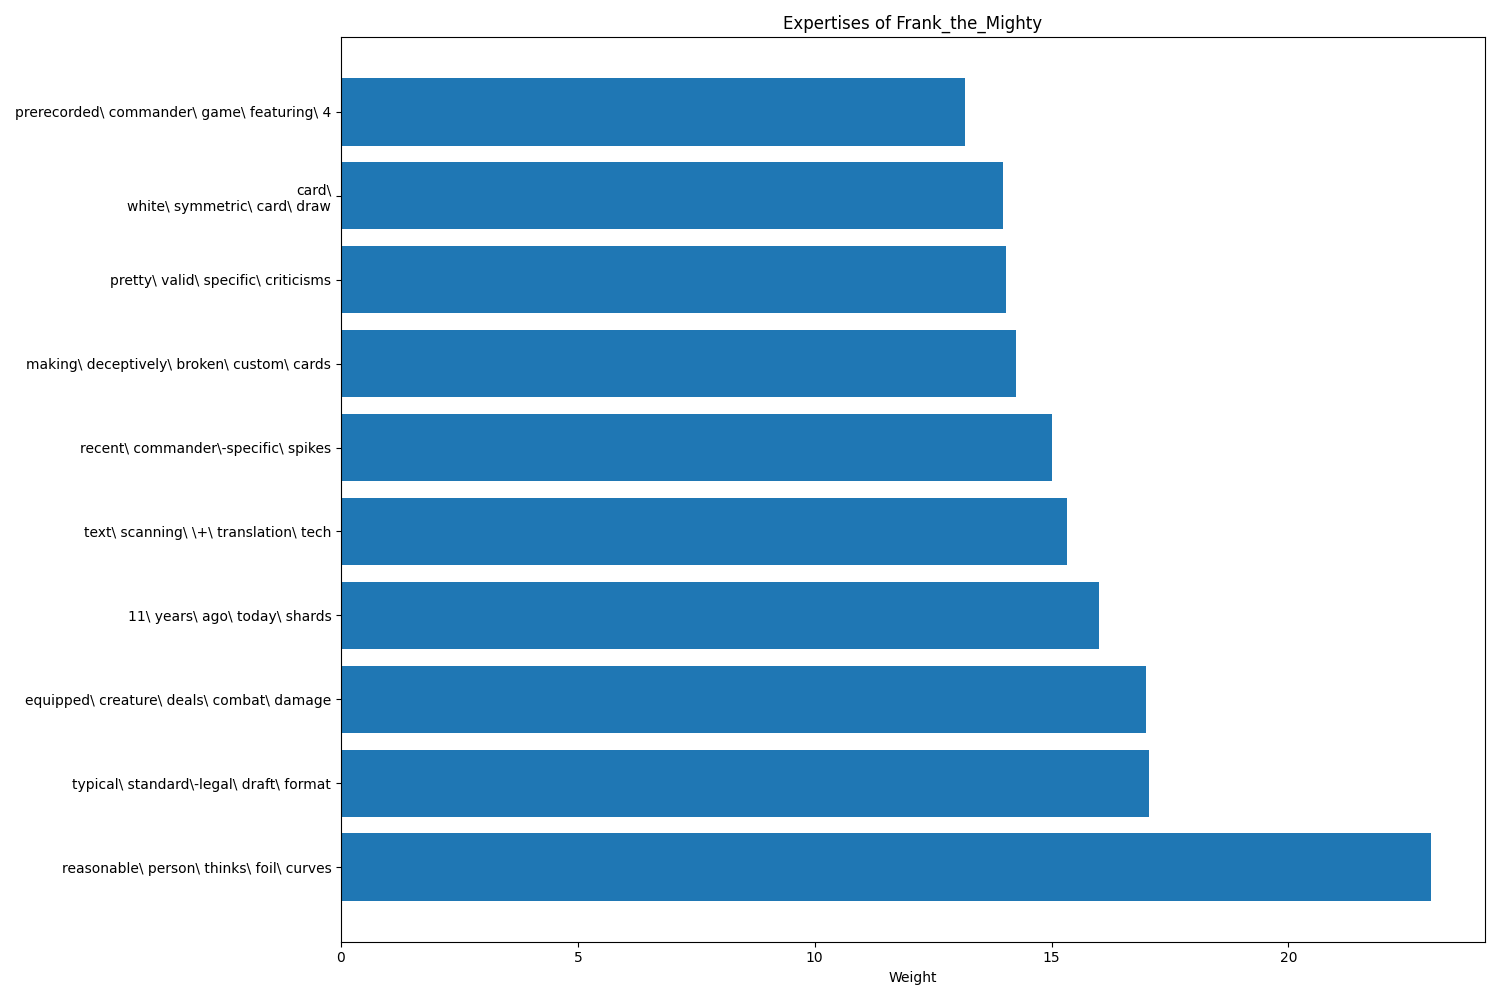 Expertises of Frank_the_Mighty
prerecorded\ commander\ game\ featuring\ 4
card\
white\ symmetric\ card\ draw
pretty\ valid\ specific\ criticisms
making\ deceptively\ broken\ custom\ cards
recent\ commander\-specific\ spikes
text\ scanning\ \+\ translation\ tech
11\ years\ ago\ today\ shards
equipped\ creature\ deals\ combat\ damage
typical\ standard\-legal\ draft\ format
reasonable\ person\ thinks\ foil\ curves
0 5 10 15 20
Weight